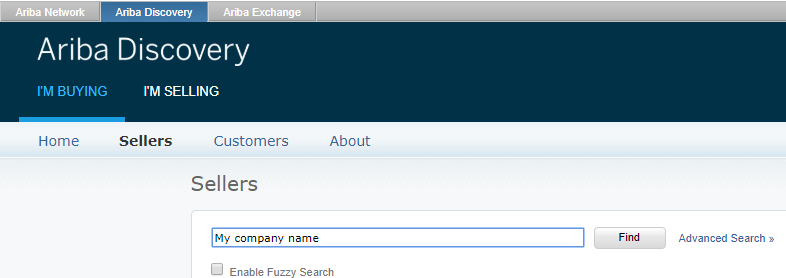 Ariba Network Ariba Discovery Ariba Exchange
Ariba Discovery
I'M BUYING I'M SELLING
Home Sellers Customers About
Sellers
My company name Find Advanced Search »
Enable Fuzzy Search